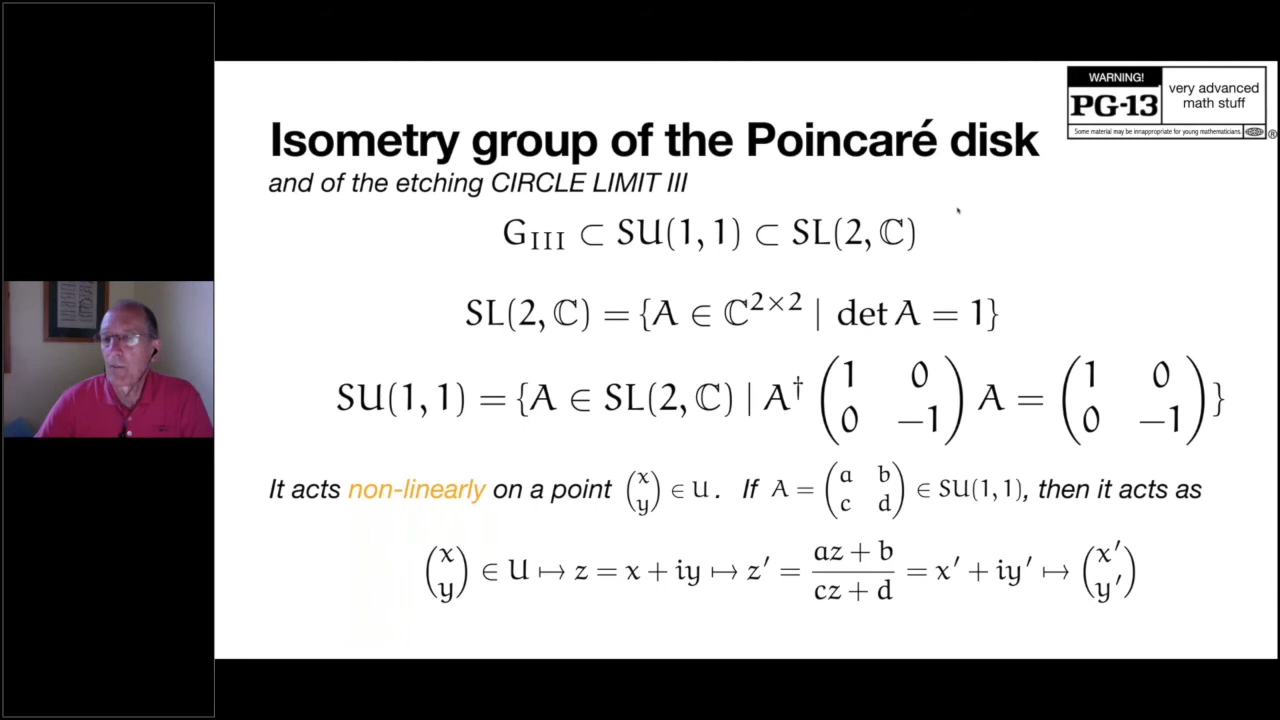 WARNING!
PG-13
very advanced
math stuff
Some material may be innappropriate for young mathematicians.
®
Isometry group of the Poincaré disk
and of the etching CIRCLE LIMIT III
G_III ⊂ SU(1, 1) ⊂ SL(2, ℂ)
SL(2, ℂ) = {A ∈ ℂ^{2×2} | det A = 1}
SU(1, 1) = {A ∈ SL(2, ℂ) | A† (1 0; 0 −1) A = (1 0; 0 −1)}
It acts non-linearly on a point (x; y) ∈ U. If A = (a b; c d) ∈ SU(1, 1), then it acts as
(x; y) ∈ U ↦ z = x + iy ↦ z′ = (az + b)/(cz + d) = x′ + iy′ ↦ (x′; y′)